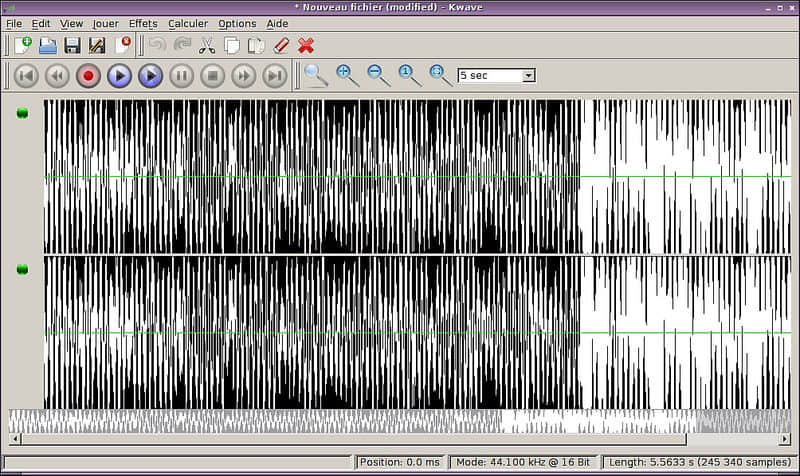 * Nouveau fichier (modified) - Kwave
File Edit View Jouer Effets Calculer Options Aide
1
5 sec
Position: 0.0 ms Mode: 44.100 kHz @ 16 Bit Length: 5.5633 s (245 340 samples)